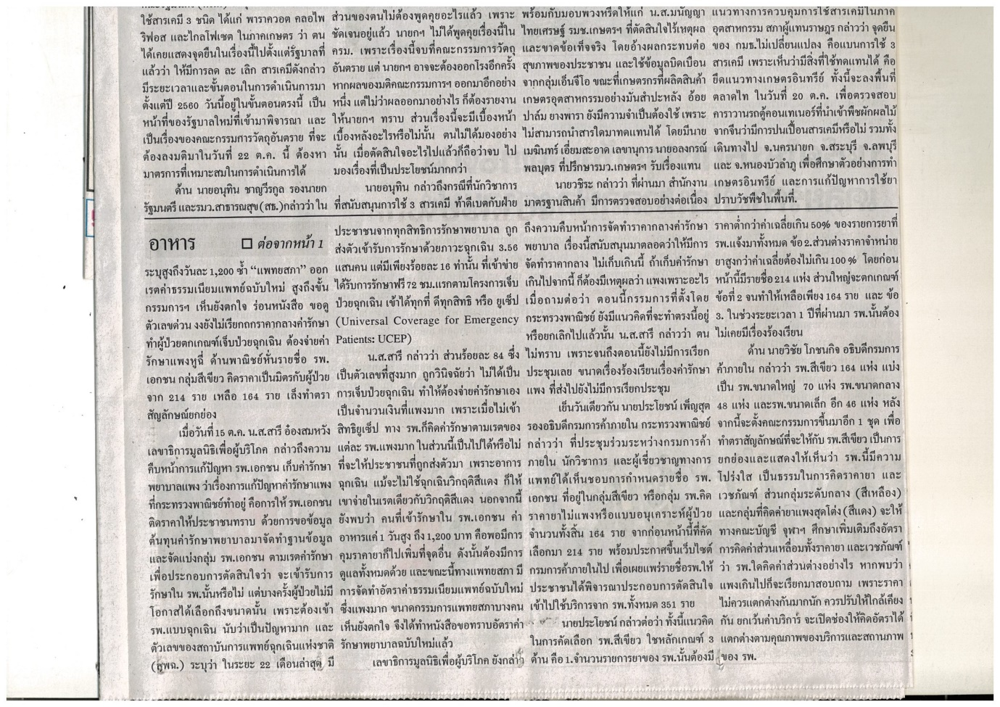 ใช้สารเคมี 3 ชนิด ได้แก่ พาราควอต คลอไพ
ริฟอส และไกลโฟเซต ในภาคเกษตร ว่า ตน
ได้เคยแสดงจุดยืนในเรื่องนี้ไปตั้งแต่รัฐบาลที่
แล้วว่า ให้มีการลด ละ เลิก สารเคมีดังกล่าว
มีระยะเวลาและขั้นตอนในการดำเนินการมา
ตั้งแต่ปี 2560 วันนี้อยู่ในขั้นตอนตรงนี้ เป็น
หน้าที่ของรัฐบาลใหม่ที่เข้ามาพิจารณา และ
เป็นเรื่องของคณะกรรมการวัตถุอันตราย ที่จะ
ต้องลงมติมาในวันที่ 22 ต.ค. นี้ ต้องหา
มาตรการที่เหมาะสมในการดำเนินการได้
ด้าน นายอนุทิน ชาญวีรกูล รองนายก
รัฐมนตรี และรมว.สาธารณสุข(สธ.)กล่าวว่า ใน
ส่วนของตนไม่ต้องพูดคุยอะไรแล้ว เพราะ
ชัดเจนอยู่แล้ว นายกฯ ไม่ได้พูดคุยเรื่องนี้ใน
ครม. เพราะเรื่องนี้จบที่คณะกรรมการวัตถุ
อันตราย แต่ นายกฯ อาจจะต้องออกโรงอีกครั้ง
หากผลของมติคณะกรรมการฯ ออกมาอีกอย่าง
หนึ่ง แต่ไม่ว่าผลออกมาอย่างไร ก็ต้องรายงาน
ให้นายกฯ ทราบ ส่วนเรื่องนี้จะมีเบื้องหน้า
เบื้องหลังอะไรหรือไม่นั้น ตนไม่ได้มองอย่าง
นั้น เมื่อตัดสินใจอะไรไปแล้วก็ถือว่าจบ ไป
มองเรื่องที่เป็นประโยชน์มากกว่า
นายอนุทิน กล่าวถึงกรณีที่นักวิชาการ
ที่สนับสนุนการใช้ 3 สารเคมี ท้าดีเบตกับฝ่าย
พร้อมกับมอบพวงหรีดให้แก่ น.ส.มนัญญา
ไทยเศรษฐ์ รมช.เกษตรฯ ที่ตัดสินใจไร้เหตุผล
และขาดข้อเท็จจริง โดยอ้างผลกระทบต่อ
สุขภาพของประชาชน และใช้ข้อมูลบิดเบือน
จากกลุ่มเอ็นจีโอ ขณะที่เกษตรกรที่ผลิตสินค้า
เกษตรอุตสาหกรรมอย่างมันสำปะหลัง อ้อย
ปาล์ม ยางพารา ยังมีความจำเป็นต้องใช้ เพราะ
ไม่สามารถนำสารใดมาทดแทนได้ โดยมีนาย
เมฆินทร์ เอี่ยมสะอาด เลขานุการ นายอลงกรณ์
พลบุตร ที่ปรึกษารมว.เกษตรฯ รับเรื่องแทน
นายวชิระ กล่าวว่า ที่ผ่านมา สำนักงาน
มาตรฐานสินค้า มีการตรวจสอบอย่างต่อเนื่อง
แนวทางการควบคุมการใช้สารเคมีในภาค
อุตสาหกรรม สภาผู้แทนราษฎร กล่าวว่า จุดยืน
ของ กมธ.ไม่เปลี่ยนแปลง คือแบนการใช้ 3
สารเคมี เพราะเห็นว่ามีสิ่งที่ใช้ทดแทนได้ คือ
ยึดแนวทางเกษตรอินทรีย์ ทั้งนี้จะลงพื้นที่
ตลาดไท ในวันที่ 20 ต.ค. เพื่อตรวจสอบ
คาราวานรถตู้คอนเทเนอร์ที่นำเข้าพืชผักผลไม้
จากจีนว่ามีการปนเปื้อนสารเคมีหรือไม่ รวมทั้ง
เดินทางไป จ.นครนายก จ.สระบุรี จ.ลพบุรี
และ จ.หนองบัวลำภู เพื่อศึกษาตัวอย่างการทำ
เกษตรอินทรีย์ และการแก้ปัญหาการใช้ยา
ปราบวัชพืชในพื้นที่.
อาหาร
□ ต่อจากหน้า 1
ระบุสูงถึงวันละ 1,200 ซ้ำ “แพทยสภา” ออก
เรตค่าธรรมเนียมแพทย์ฉบับใหม่ สูงถึงขั้น
กรรมการฯ เห็นยังตกใจ ร่อนหนังสือ ขอดู
ตัวเลขด่วน งงยังไม่เรียกถกราคากลางค่ารักษา
ทำผู้ป่วยตกเกณฑ์เจ็บป่วยฉุกเฉิน ต้องจ่ายค่า
รักษาแพงหูฉี่ ด้านพาณิชย์หั่นรายชื่อ รพ.
เอกชน กลุ่มสีเขียว คิดราคาเป็นมิตรกับผู้ป่วย
จาก 214 ราย เหลือ 164 ราย เล็งทำตรา
สัญลักษณ์ยกย่อง
เมื่อวันที่ 15 ต.ค. น.ส.สารี อ๋องสมหวัง
เลขาธิการมูลนิธิเพื่อผู้บริโภค กล่าวถึงความ
คืบหน้าการแก้ปัญหา รพ.เอกชน เก็บค่ารักษา
พยาบาลแพง ว่าเรื่องการแก้ปัญหาค่ารักษาแพง
ที่กระทรวงพาณิชย์ทำอยู่ คือการให้ รพ.เอกชน
คิดราคาให้ประชาชนทราบ ด้วยการขอข้อมูล
ต้นทุนค่ารักษาพยาบาลมาจัดทำฐานข้อมูล
และจัดแบ่งกลุ่ม รพ.เอกชน ตามเรตค่ารักษา
เพื่อประกอบการตัดสินใจว่า จะเข้ารับการ
รักษาใน รพ.นั้นหรือไม่ แต่บางครั้งผู้ป่วยไม่มี
โอกาสได้เลือกถึงขนาดนั้น เพราะต้องเข้า
รพ.แบบฉุกเฉิน นับว่าเป็นปัญหามาก และ
ตัวเลขของสถาบันการแพทย์ฉุกเฉินแห่งชาติ
(สพฉ.) ระบุว่า ในระยะ 22 เดือนล่าสุด มี
ประชาชนจากทุกสิทธิการรักษาพยาบาล ถูก
ส่งตัวเข้ารับการรักษาด้วยภาวะฉุกเฉิน 3.56
แสนคน แต่มีเพียงร้อยละ 16 ท่านั้น ที่เข้าข่าย
ได้รับการรักษาฟรี 72 ชม.แรกตามโครงการเจ็บ
ป่วยฉุกเฉิน เข้าได้ทุกที่ ดีทุกสิทธิ หรือ ยูเซ็ป
(Universal Coverage for Emergency
Patients: UCEP)
น.ส.สารี กล่าวว่า ส่วนร้อยละ 84 ซึ่ง
เป็นตัวเลขที่สูงมาก ถูกวินิจฉัยว่า ไม่ได้เป็น
การเจ็บป่วยฉุกเฉิน ทำให้ต้องจ่ายค่ารักษาเอง
เป็นจำนวนเงินที่แพงมาก เพราะเมื่อไม่เข้า
สิทธิยูเซ็ป ทาง รพ.ก็คิดค่ารักษาตามเรตของ
แต่ละ รพ.แพงมาก ในส่วนนี้เป็นไปได้หรือไม่
ที่จะให้ประชาชนที่ถูกส่งตัวมา เพราะอาการ
ฉุกเฉิน แม้จะไม่ใช้ฉุกเฉินวิกฤติสีแดง ก็ให้
เขาจ่ายในเรตเดียวกับวิกฤติสีแดง นอกจากนี้
ยังพบว่า คนที่เข้ารักษาใน รพ.เอกชน ค่า
อาหารแค่ 1 วันสูง ถึง 1,200 บาท คือพอมีการ
คุมราคายาก็ไปเพิ่มที่จุดอื่น ดังนั้นต้องมีการ
ดูแลทั้งหมดด้วย และขณะนี้ทางแพทยสภา มี
การจัดทำอัตราค่าธรรมเนียมแพทย์ฉบับใหม่
ซึ่งแพงมาก ขนาดกรรมการแพทยสภาบางคน
เห็นยังตกใจ จึงได้ทำหนังสือขอทราบอัตราค่า
รักษาพยาบาลฉบับใหม่แล้ว
เลขาธิการมูลนิธิเพื่อผู้บริโภค ยังกล่าว
ถึงความคืบหน้าการจัดทำราคากลางค่ารักษา
พยาบาล เรื่องนี้สนับสนุนมาตลอดว่าให้มีการ
จัดทำราคากลาง ไม่เก็บเกินนี้ ถ้าเก็บค่ารักษา
เกินไปจากนี้ ก็ต้องมีเหตุผลว่า แพงเพราะอะไร
เมื่อถามต่อว่า ตอนนี้กรรมการที่ตั้งโดย
กระทรวงพาณิชย์ ยังมีแนวคิดที่จะทำตรงนี้อยู่
หรือยกเลิกไปแล้วนั้น น.ส.สารี กล่าวว่า ตน
ไม่ทราบ เพราะจนถึงตอนนี้ยังไม่มีการเรียก
ประชุมเลย ขนาดเรื่องร้องเรียนเรื่องค่ารักษา
แพง ที่ส่งไปยังไม่มีการเรียกประชุม
เย็นวันเดียวกัน นายประโยชน์ เพ็ญสุต
รองอธิบดีกรมการค้าภายใน กระทรวงพาณิชย์
กล่าวว่า ที่ประชุมร่วมระหว่างกรมการค้า
ภายใน นักวิชาการ และผู้เชี่ยวชาญทางการ
แพทย์ได้เห็นชอบการกำหนดรายชื่อ รพ.
เอกชน ที่อยู่ในกลุ่มสีเขียว หรือกลุ่ม รพ.คิด
ราคายาไม่แพงหรือแบบอนุเคราะห์ผู้ป่วย
จำนวนทั้งสิ้น 164 ราย จากก่อนหน้านี้ที่คัด
เลือกมา 214 ราย พร้อมประกาศขึ้นเว็บไซต์
กรมการค้าภายในไป เพื่อเผยแพร่รายชื่อรพ.ให้
ประชาชนได้พิจารณาประกอบการตัดสินใจ
เข้าไปใช้บริการจาก รพ.ทั้งหมด 351 ราย
นายประโยชน์ กล่าวต่อว่า ทั้งนี้แนวคิด
ในการคัดเลือก รพ.สีเขียว ใชหลักเกณฑ์ 3
ด้าน คือ 1.จำนวนรายการยาของ รพ.นั้นต้องมี
ราคาต่ำกว่าค่าเฉลี่ยเกิน 50% ของรายการยาที่
รพ.แจ้งมาทั้งหมด ข้อ 2.ส่วนต่างราคาจำหน่าย
ยาสูงกว่าค่าเฉลี่ยต้องไม่เกิน 100 % โดยก่อน
หน้านี้มีรายชื่อ 214 แห่ง ส่วนใหญ่จะตกเกณฑ์
ข้อที่ 2 จนทำให้เหลือเพียง 164 ราย และ ข้อ
3. ในช่วงระยะเวลา 1 ปีที่ผ่านมา รพ.นั้นต้อง
ไม่เคยมีเรื่องร้องเรียน
ด้าน นายวิชัย โภชนกิจ อธิบดีกรมการ
ค้าภายใน กล่าวว่า รพ.สีเขียว 164 แห่ง แบ่ง
เป็น รพ.ขนาดใหญ่ 70 แห่ง รพ.ขนาดกลาง
48 แห่ง และรพ.ขนาดเล็ก อีก 46 แห่ง หลัง
จากนี้จะตั้งคณะกรรมการขึ้นมาอีก 1 ชุด เพื่อ
ทำตราสัญลักษณ์ที่จะให้กับ รพ.สีเขียว เป็นการ
ยกย่องและแสดงให้เห็นว่า รพ.นี้มีความ
โปร่งใส เป็นธรรมในการคิดราคายา และ
เวชภัณฑ์ ส่วนกลุ่มระดับกลาง (สีเหลือง)
และกลุ่มที่คิดค่ายาแพงสุดโต่ง(สีแดง) จะให้
ทางคณะบัญชี จุฬาฯ ศึกษาเพิ่มเติมถึงอัตรา
การคิดค่าส่วนเหลื่อมทั้งราคายา และเวชภัณฑ์
ว่า รพ.ใดคิดค่าส่วนต่างอย่างไร หากพบว่า
แพงเกินไปก็จะเรียกมาสอบถาม เพราะราคา
ไม่ควรแตกต่างกันมากนัก ควรปรับให้ใกล้เคียง
กัน ยกเว้นค่าบริการ จะเปิดช่องให้คิดอัตราได้
แตกต่างตามคุณภาพของบริการและสถานภาพ
ของ รพ.